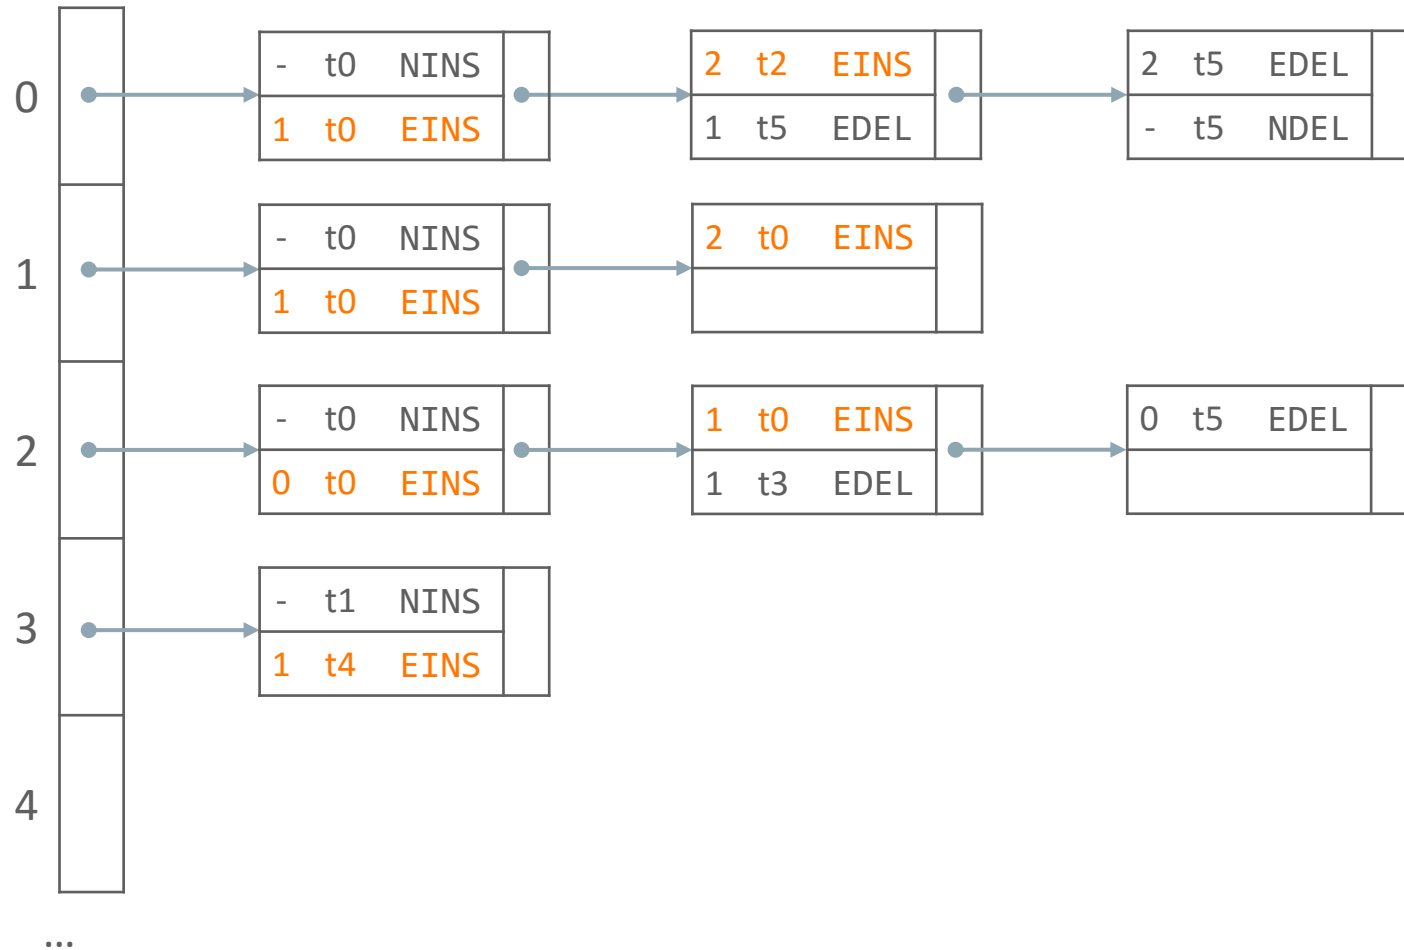 - t0 NINS 2 t2 EINS 2 t5 EDEL
0
1 t0 EINS 1 t5 EDEL - t5 NDEL
- t0 NINS 2 t0 EINS
1
1 t0 EINS
- t0 NINS 1 t0 EINS 0 t5 EDEL
2
0 t0 EINS 1 t3 EDEL
- t1 NINS
3
1 t4 EINS
4
...